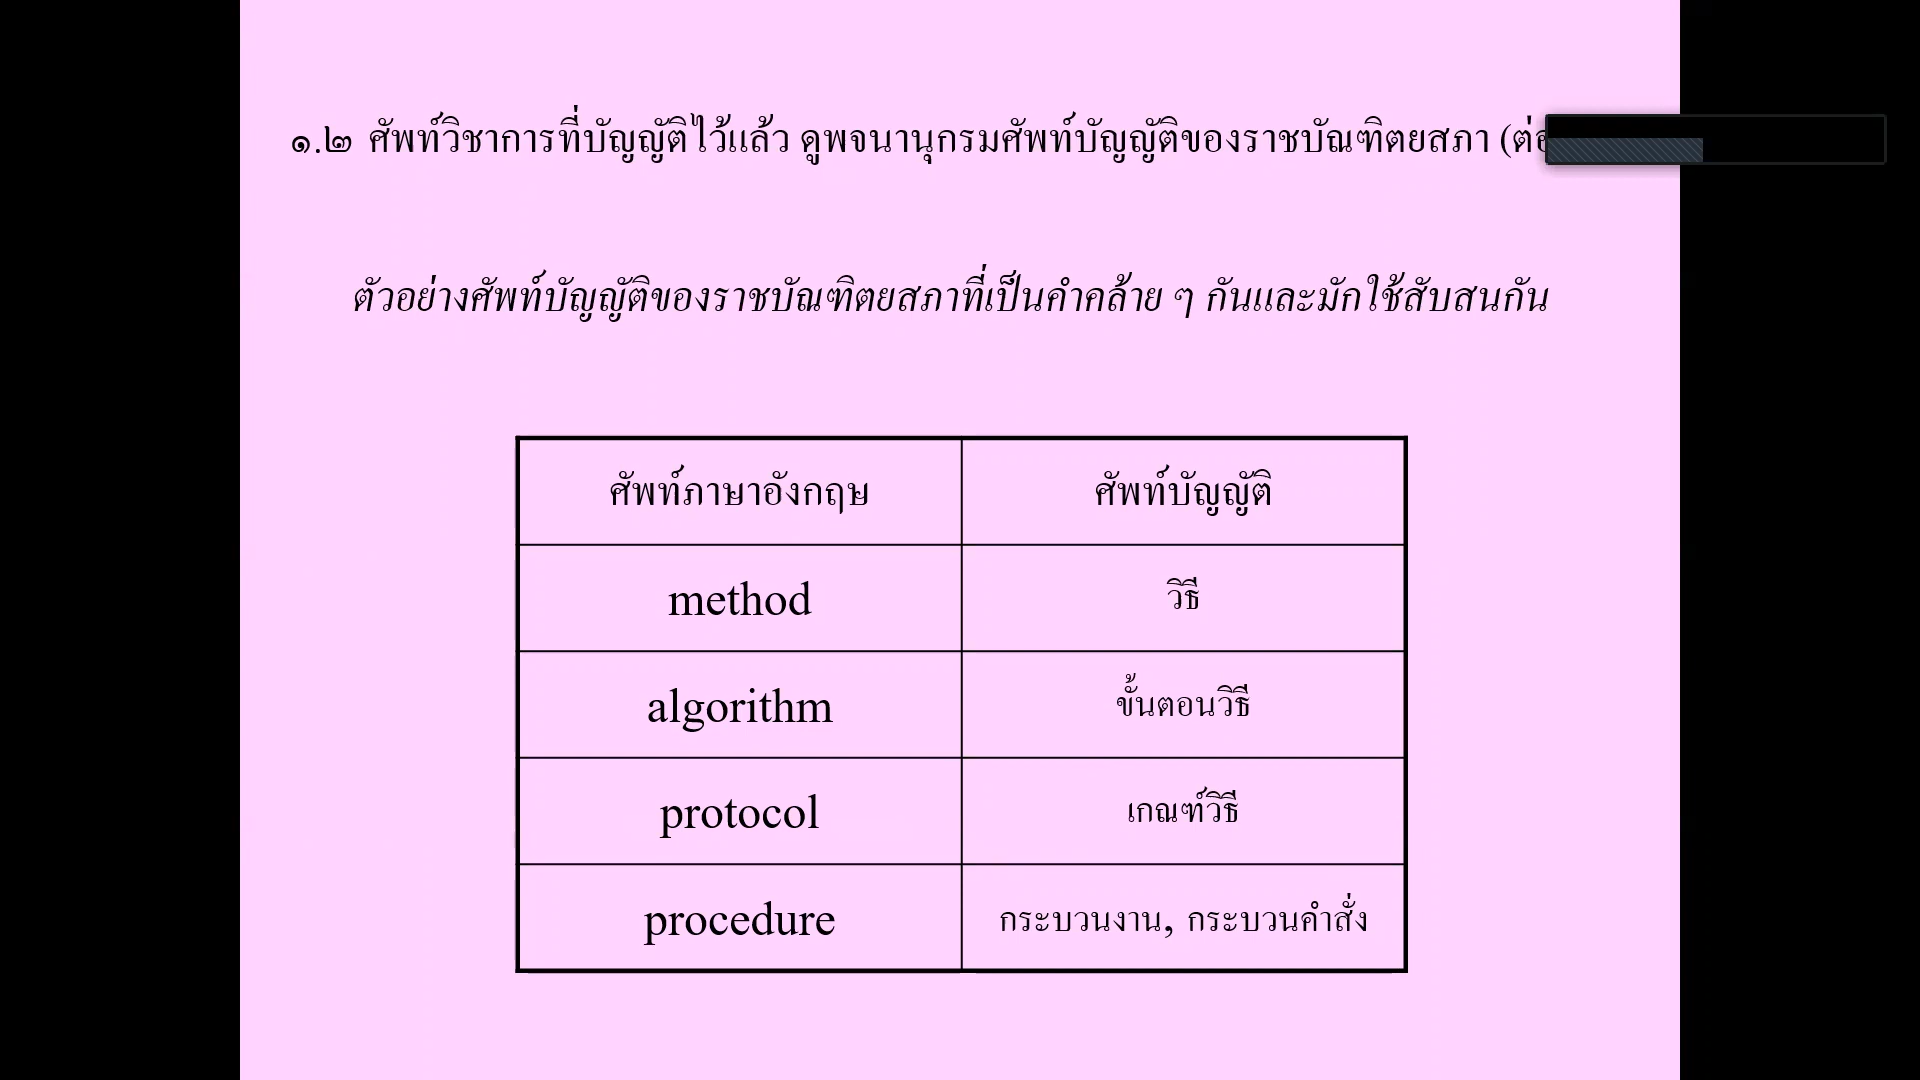 ๑.๒ ศัพท์วิชาการที่บัญญัติไว้แล้ว ดูพจนานุกรมศัพท์บัญญัติของราชบัณฑิตยสภา
ตัวอย่างศัพท์บัญญัติของราชบัณฑิตยสภาที่เป็นคำคล้าย ๆ กันและมักใช้สับสนกัน
ศัพท์ภาษาอังกฤษ ศัพท์บัญญัติ
method วิธี
algorithm ขั้นตอนวิธี
protocol เกณฑ์วิธี
procedure กระบวนงาน, กระบวนคำสั่ง